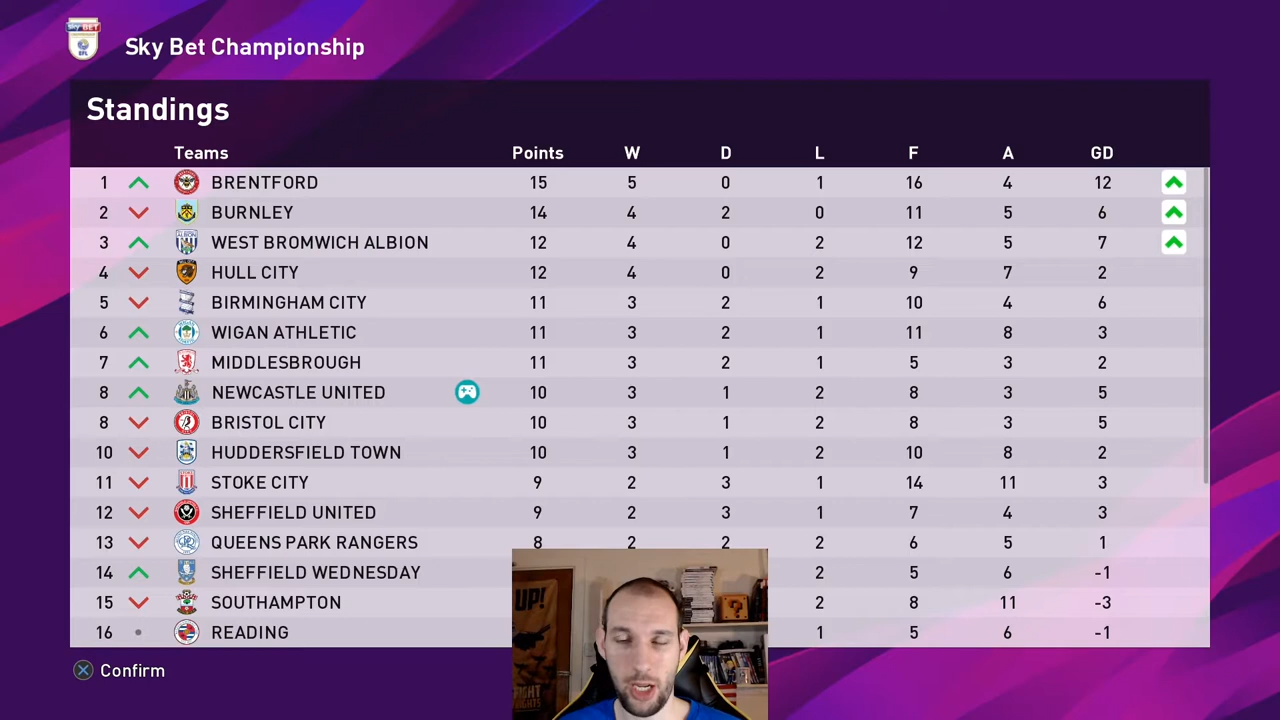 SKY BET
EFL
Sky Bet Championship
Standings
Teams Points W D L F A GD
1 BRENTFORD 15 5 0 1 16 4 12
2 BURNLEY 14 4 2 0 11 5 6
3 WEST BROMWICH ALBION 12 4 0 2 12 5 7
4 HULL CITY 12 4 0 2 9 7 2
5 BIRMINGHAM CITY 11 3 2 1 10 4 6
6 WIGAN ATHLETIC 11 3 2 1 11 8 3
7 MIDDLESBROUGH 11 3 2 1 5 3 2
8 NEWCASTLE UNITED 10 3 1 2 8 3 5
8 BRISTOL CITY 10 3 1 2 8 3 5
10 HUDDERSFIELD TOWN 10 3 1 2 10 8 2
11 STOKE CITY 9 2 3 1 14 11 3
12 SHEFFIELD UNITED 9 2 3 1 7 4 3
13 QUEENS PARK RANGERS 8 2 2 2 6 5 1
14 SHEFFIELD WEDNESDAY 2 5 6 -1
15 SOUTHAMPTON 2 8 11 -3
16 READING 1 5 6 -1
UP!
FIGHT
Confirm